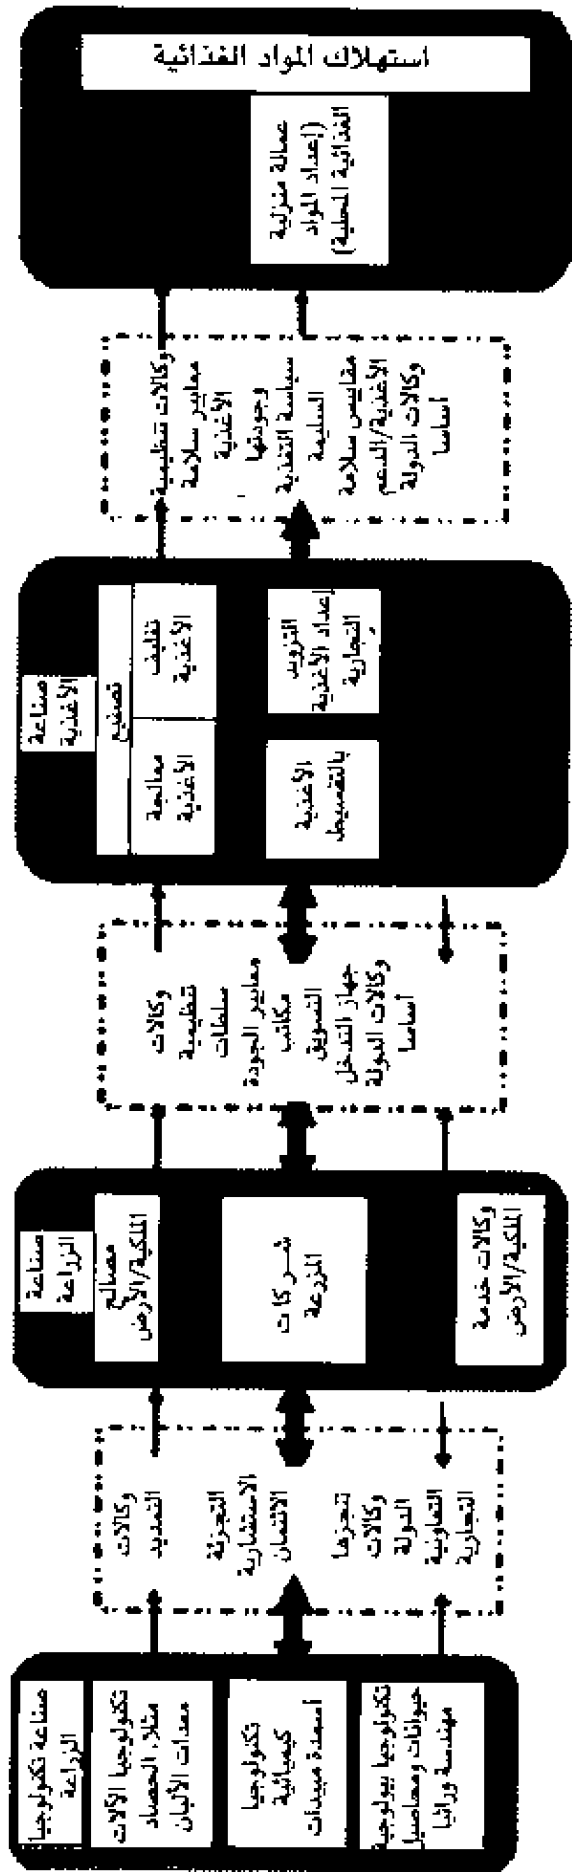 صناعة تكنولوجيا
الزراعة
تكنولوجيا الآلات
مثلا، الحصاد
معدات الألبان
تكنولوجيا
كيميائية
أسمدة مبيدات
تكنولوجيا بيولوجية
حيوانات ومحاصيل
مهندسة وراثيا
وكالات
التمديد
التجزئة
الاستشارية
الائتمان
تنجزها
وكالات
الدولة
التعاونية
التجارية
صناعة
الزراعة
مصالح
الملكية/الأرض
شركات
المزرعة
وكالات خدمة
الملكية/الأرض
وكالات
تنظيمية
سلطات
معايير الجودة
مكاتب
التسويق
جهاز التدخل
وكالات الدولة
أساسا
صناعة
الأغذية
تصنيع
معالجة
الأغذية
تغليف
الأغذية
الأغذية
بالتقسيط
التزويد
إعداد الأغذية
التجارية
وكالات تنظيمية
معايير سلامة
الأغذية
وجودتها
سياسة التغذية
السليمة
مقاييس سلامة
الأغذية/الدعم
وكالات الدولة
أساسا
استهلاك المواد الغذائية
عمالة منزلية
(إعداد المواد
الغذائية المحلية)